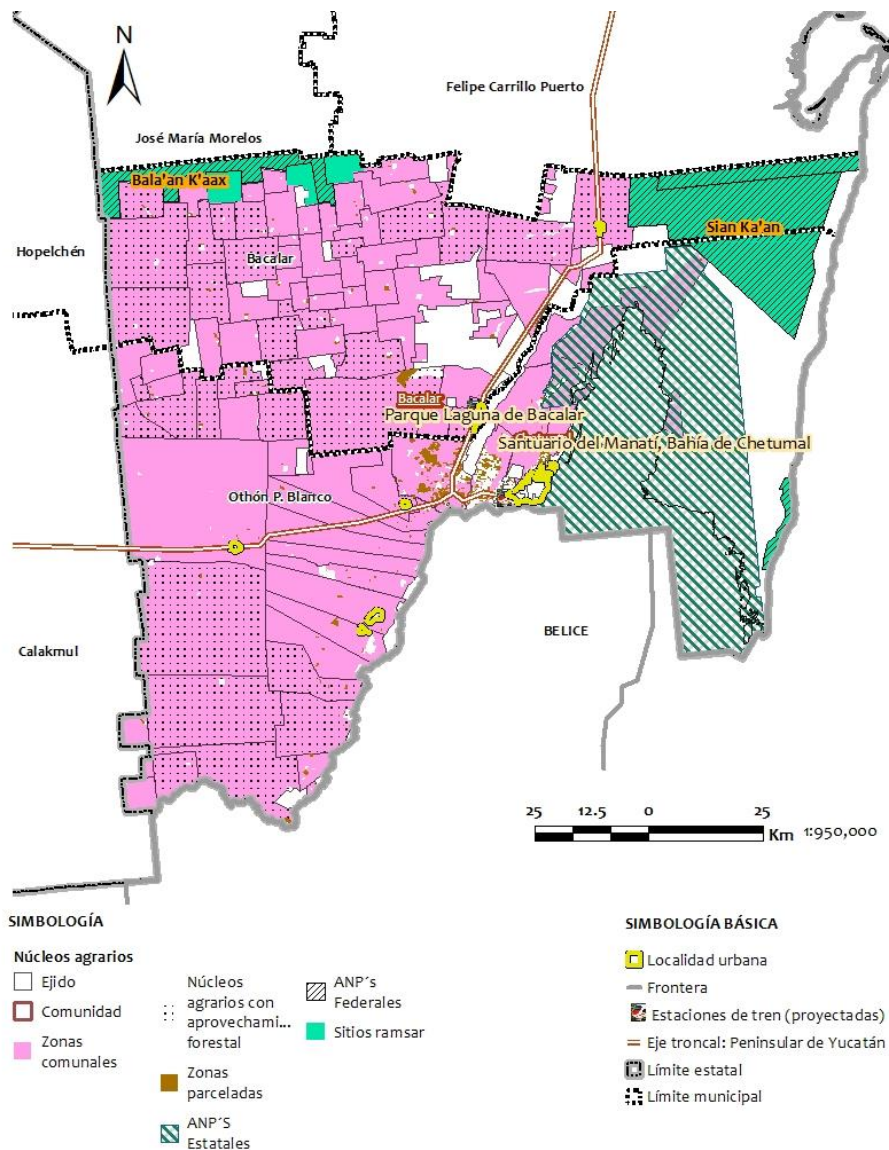 N
Felipe Carrillo Puerto
José María Morelos
Bala'an K'aax
Sian Ka'an
Hopelchén
Bacalar
Bacalar
Parque Laguna de Bacalar
Santuario del Manatí, Bahía de Chetumal
Othón P. Blanco
BELICE
Calakmul
25 12.5 0 25
Km 1:950,000
SIMBOLOGÍA
Núcleos agrarios
Ejido
Comunidad
Zonas
comunales
Núcleos
agrarios con
aprovechami...
forestal
Zonas
parceladas
ANP´S
Estatales
ANP´s
Federales
Sitios ramsar
SIMBOLOGÍA BÁSICA
Localidad urbana
Frontera
Estaciones de tren (proyectadas)
Eje troncal: Peninsular de Yucatán
Límite estatal
Límite municipal